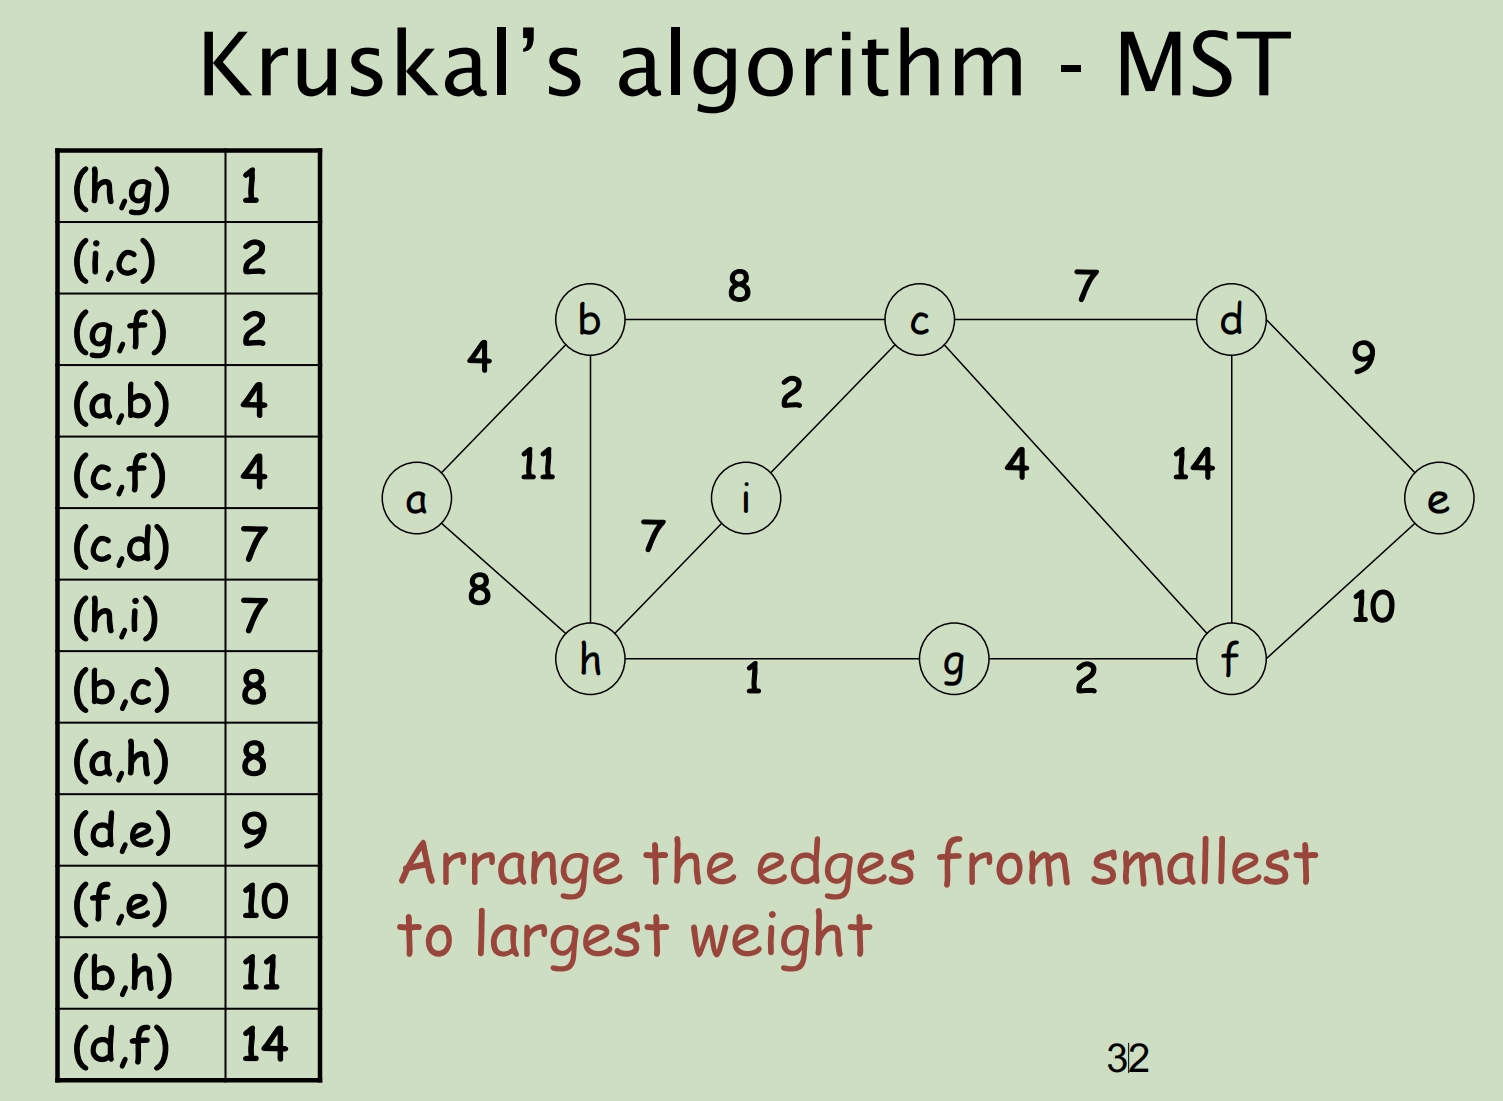 Kruskal’s algorithm - MST
(h,g) 1
(i,c) 2
(g,f) 2
(a,b) 4
(c,f) 4
(c,d) 7
(h,i) 7
(b,c) 8
(a,h) 8
(d,e) 9
(f,e) 10
(b,h) 11
(d,f) 14
8 7
b c d
4 9
2
11 4 14
a i e
7
8 10
h g f
1 2
Arrange the edges from smallest
to largest weight
32